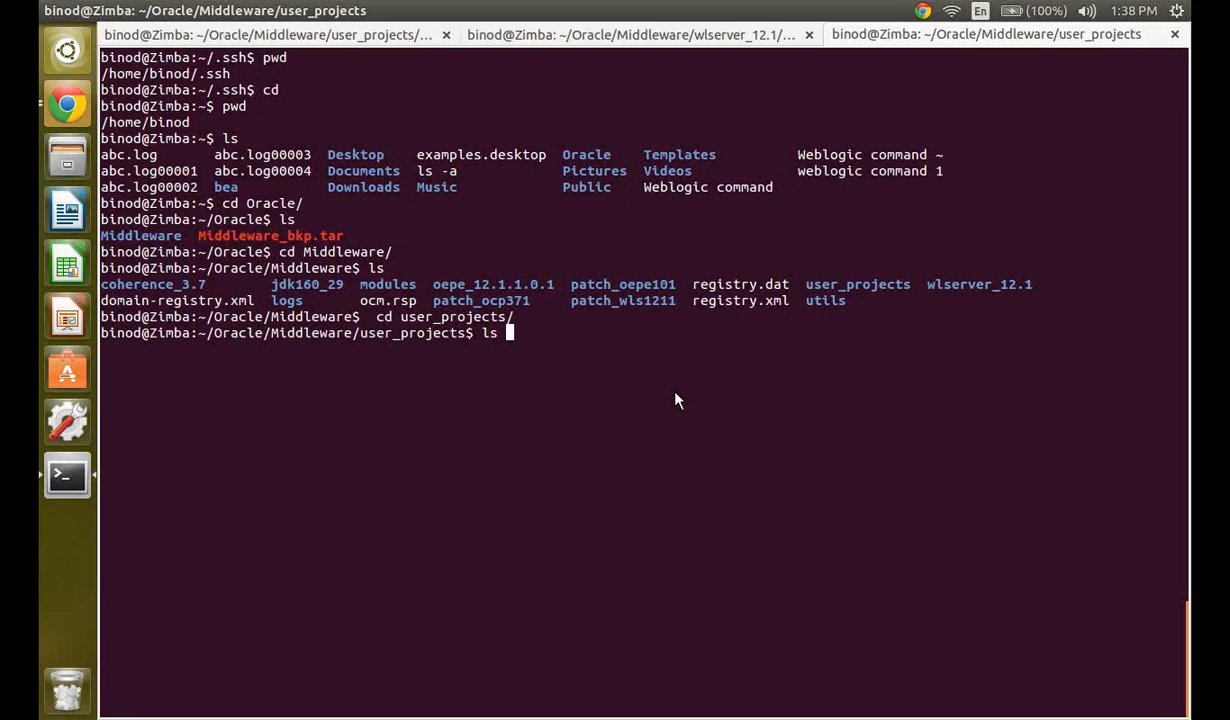 binod@Zimba: ~/Oracle/Middleware/user_projects
En (100%) 1:38 PM
binod@Zimba: ~/Oracle/Middleware/user_projects/... × binod@Zimba: ~/Oracle/Middleware/wlserver_12.1/... × binod@Zimba: ~/Oracle/Middleware/user_projects ×
binod@Zimba:~/.ssh$ pwd
/home/binod/.ssh
binod@Zimba:~/.ssh$ cd
binod@Zimba:~$ pwd
/home/binod
binod@Zimba:~$ ls
abc.log abc.log00003 Desktop examples.desktop Oracle Templates Weblogic command ~
abc.log00001 abc.log00004 Documents ls -a Pictures Videos weblogic command 1
abc.log00002 bea Downloads Music Public Weblogic command
binod@Zimba:~$ cd Oracle/
binod@Zimba:~/Oracle$ ls
Middleware Middleware_bkp.tar
binod@Zimba:~/Oracle$ cd Middleware/
binod@Zimba:~/Oracle/Middleware$ ls
coherence_3.7 jdk160_29 modules oepe_12.1.1.0.1 patch_oepe101 registry.dat user_projects wlserver_12.1
domain-registry.xml logs ocm.rsp patch_ocp371 patch_wls1211 registry.xml utils
binod@Zimba:~/Oracle/Middleware$  cd user_projects/
binod@Zimba:~/Oracle/Middleware/user_projects$ ls